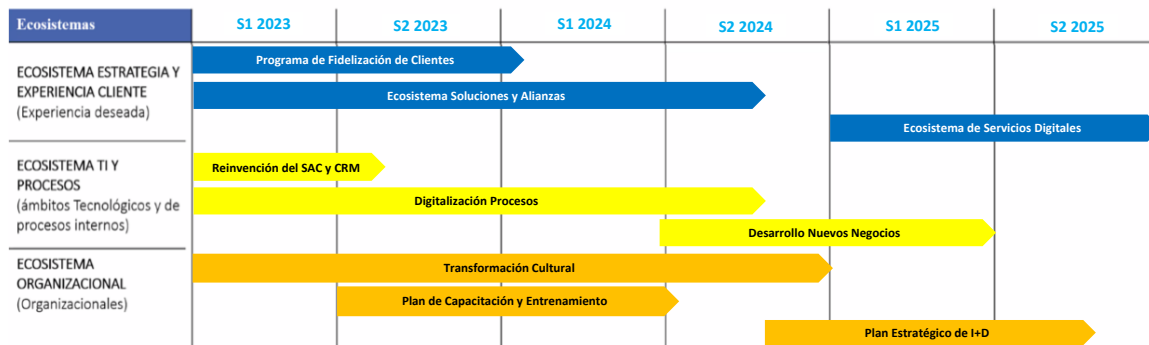 Ecosistemas
S1 2023
S2 2023
S1 2024
S2 2024
S1 2025
S2 2025
ECOSISTEMA ESTRATEGIA Y
EXPERIENCIA CLIENTE
(Experiencia deseada)
Programa de Fidelización de Clientes
Ecosistema Soluciones y Alianzas
Ecosistema de Servicios Digitales
ECOSISTEMA TI Y
PROCESOS
(ámbitos Tecnológicos y de
procesos internos)
Reinvención del SAC y CRM
Digitalización Procesos
Desarrollo Nuevos Negocios
ECOSISTEMA
ORGANIZACIONAL
(Organizacionales)
Transformación Cultural
Plan de Capacitación y Entrenamiento
Plan Estratégico de I+D